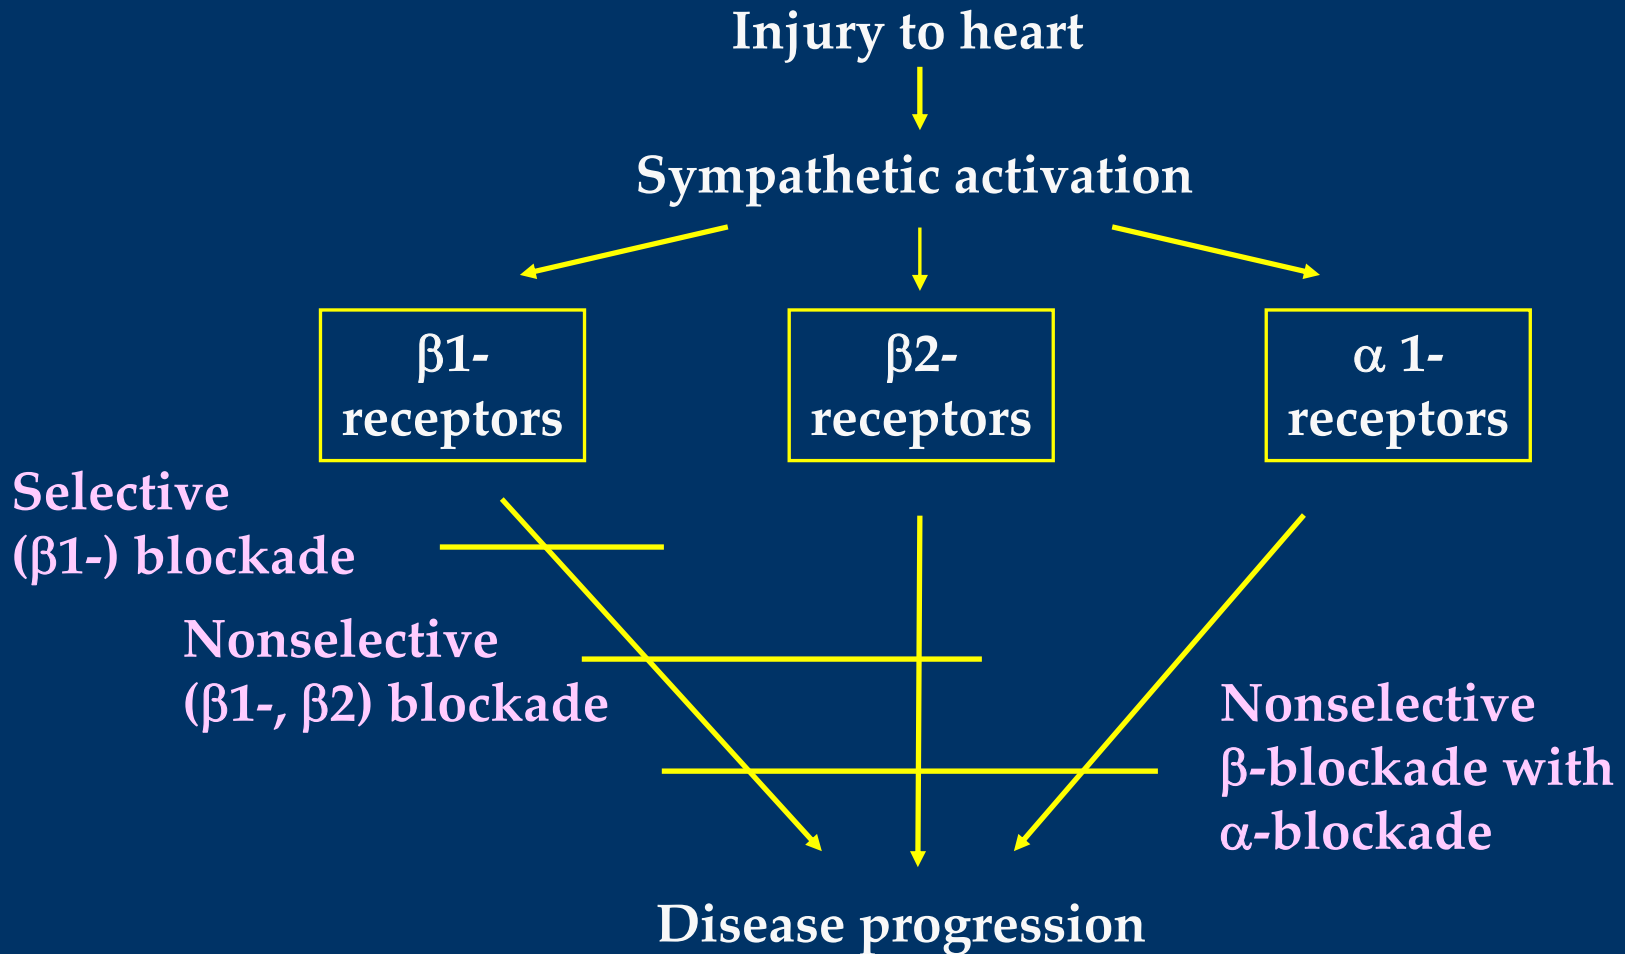 Injury to heart
Sympathetic activation
β1-
receptors
β2-
receptors
α 1-
receptors
Selective
(β1-) blockade
Nonselective
(β1-, β2) blockade
Nonselective
β-blockade with
α-blockade
Disease progression